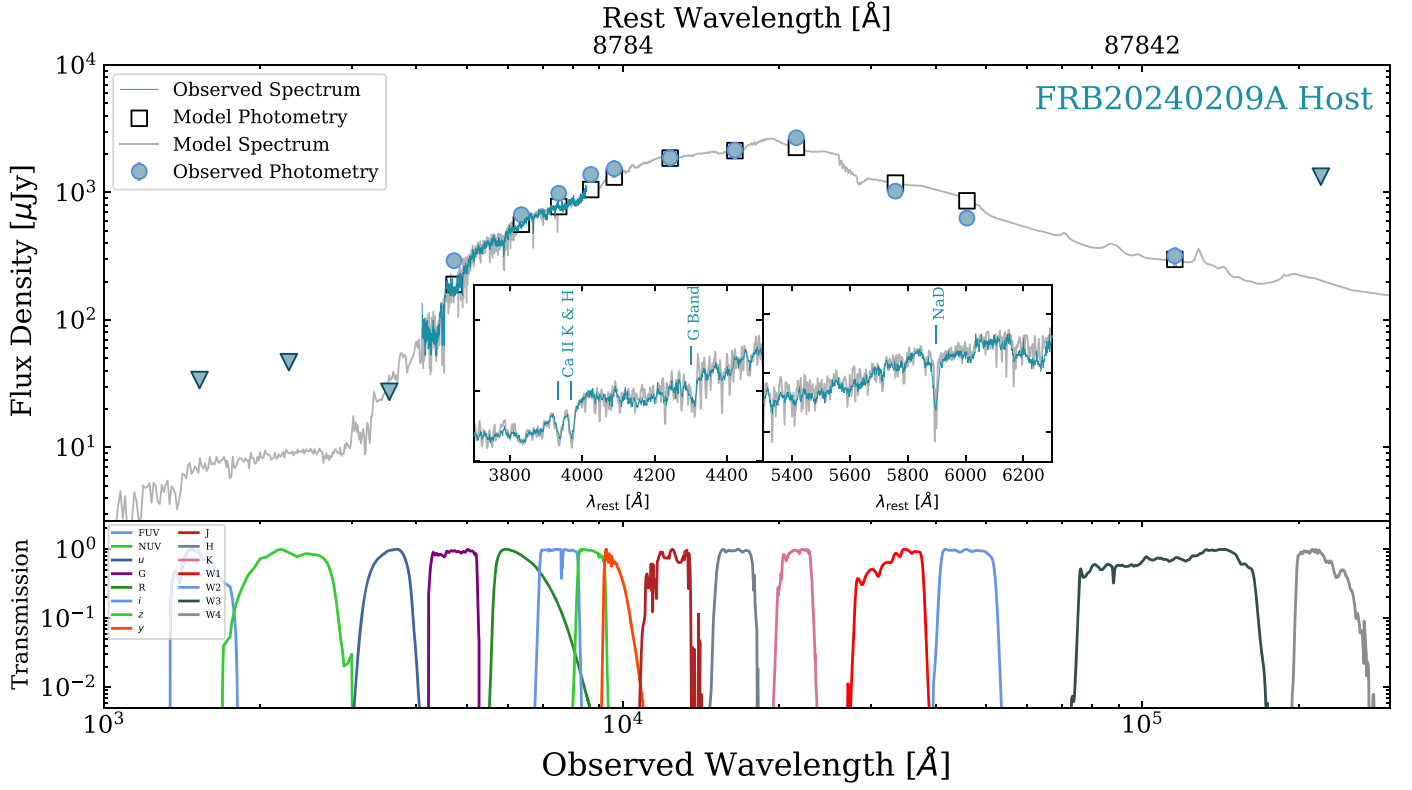 Rest Wavelength [Å]
8784 87842
Flux Density [μJy]
10⁴
10³
10²
10¹
Observed Spectrum
Model Photometry
Model Spectrum
Observed Photometry
FRB20240209A Host
Ca II K & H
G Band
NaD
3800 4000 4200 4400
λrest [Å]
5400 5600 5800 6000 6200
λrest [Å]
Transmission
10⁰
10⁻¹
10⁻²
FUV
NUV
u
G
R
i
z
y
J
H
K
W1
W2
W3
W4
10³ 10⁴ 10⁵
Observed Wavelength [Å]